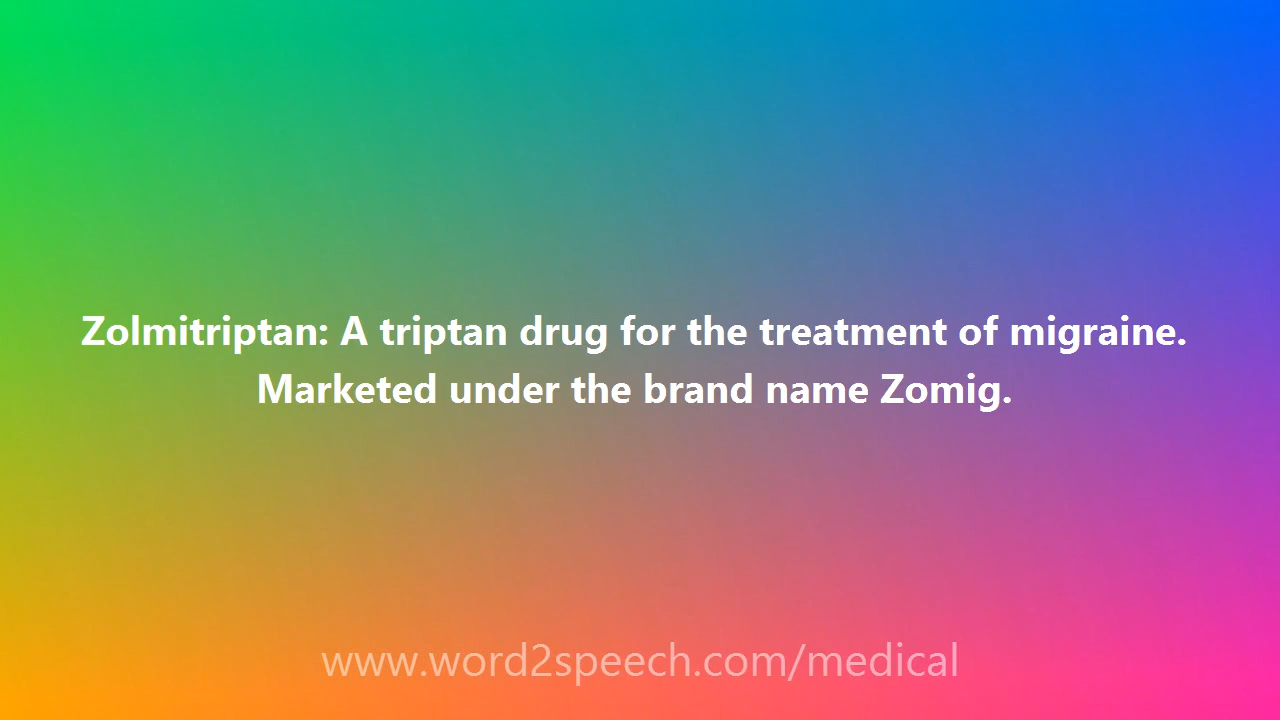 Zolmitriptan: A triptan drug for the treatment of migraine.
Marketed under the brand name Zomig.
www.word2speech.com/medical